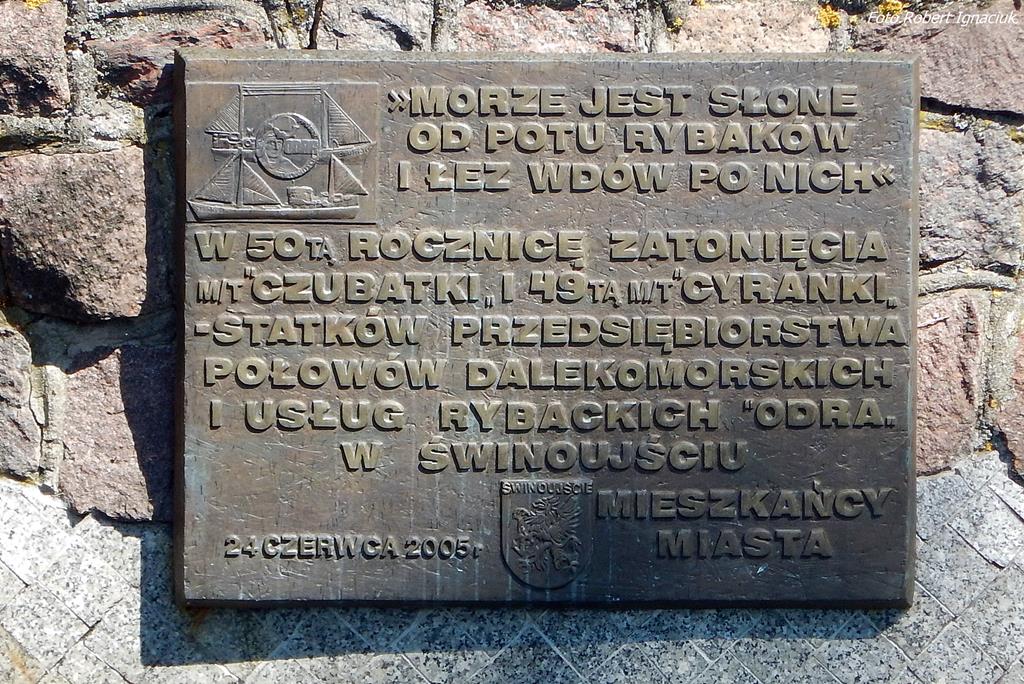 Foto Robert Ignaciuk
»MORZE JEST SŁONE
OD POTU RYBAKÓW
I ŁEZ WDÓW PO NICH«
W 50TĄ ROCZNICĘ ZATONIĘCIA
M/T "CZUBATKI„ I 49TĄ M/T "CYRANKI„
-STATKÓW PRZEDSIĘBIORSTWA
POŁOWÓW DALEKOMORSKICH
I USŁUG RYBACKICH "ODRA„
W ŚWINOUJŚCIU
ŚWINOUJŚCIE
MIESZKAŃCY
MIASTA
24 CZERWCA 2005r